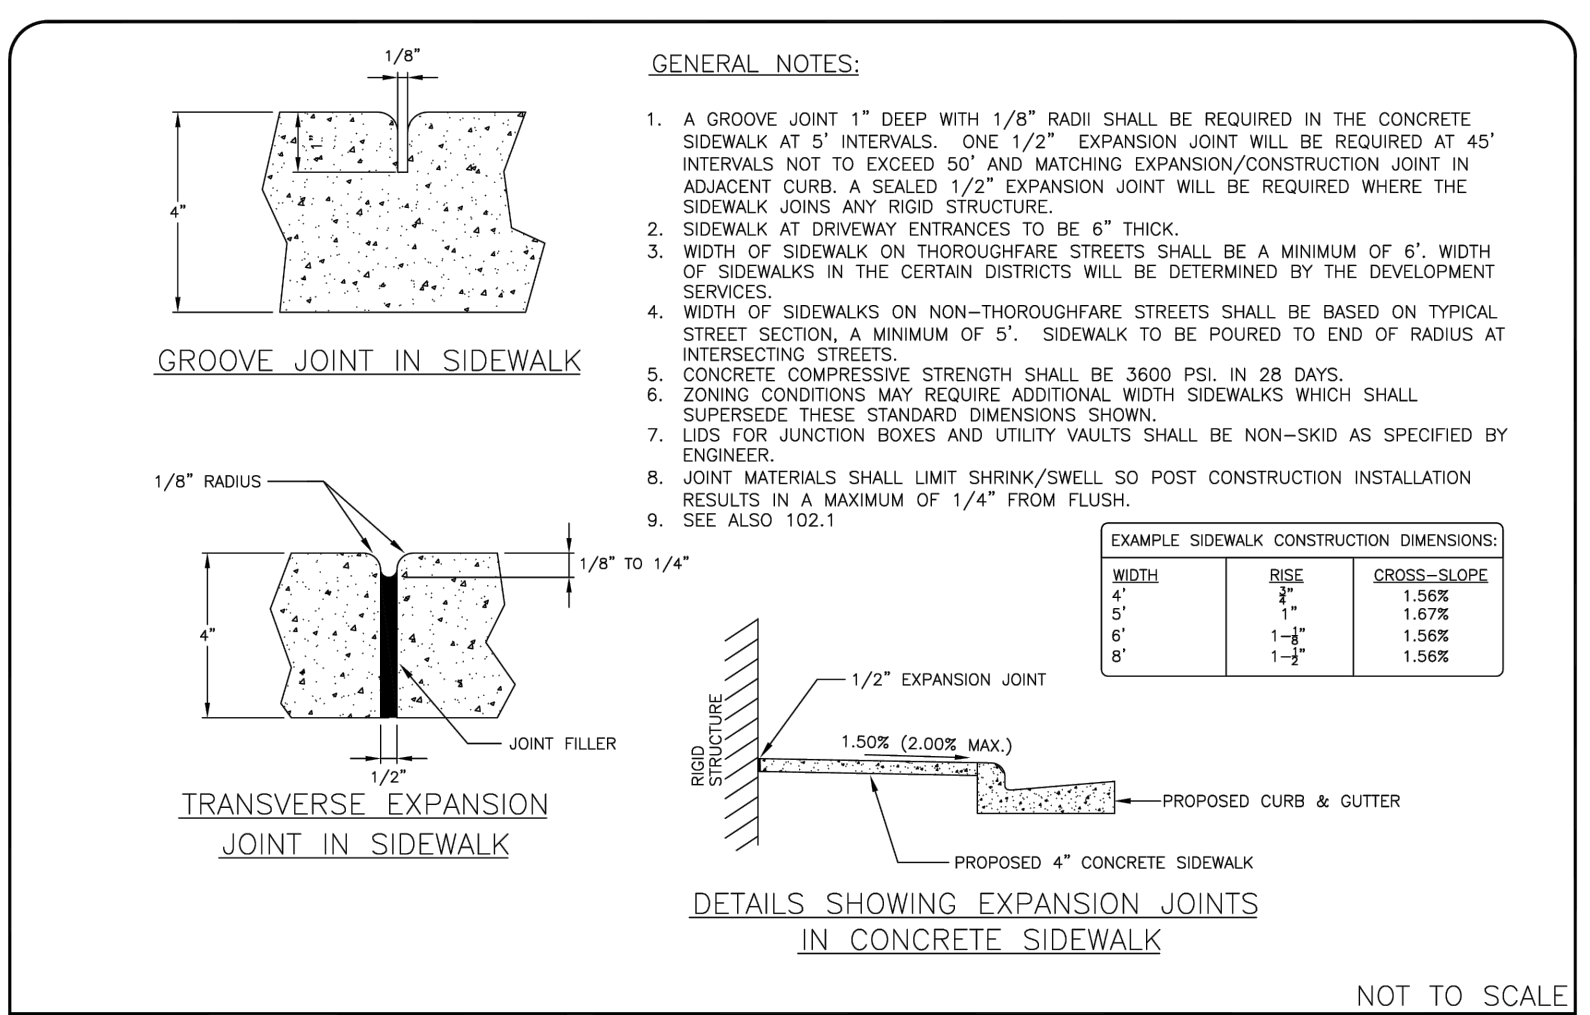 1/8"
1"
4"
GROOVE JOINT IN SIDEWALK
GENERAL NOTES:
1. A GROOVE JOINT 1" DEEP WITH 1/8" RADII SHALL BE REQUIRED IN THE CONCRETE
SIDEWALK AT 5' INTERVALS. ONE 1/2" EXPANSION JOINT WILL BE REQUIRED AT 45'
INTERVALS NOT TO EXCEED 50' AND MATCHING EXPANSION/CONSTRUCTION JOINT IN
ADJACENT CURB. A SEALED 1/2" EXPANSION JOINT WILL BE REQUIRED WHERE THE
SIDEWALK JOINS ANY RIGID STRUCTURE.
2. SIDEWALK AT DRIVEWAY ENTRANCES TO BE 6" THICK.
3. WIDTH OF SIDEWALK ON THOROUGHFARE STREETS SHALL BE A MINIMUM OF 6'. WIDTH
OF SIDEWALKS IN THE CERTAIN DISTRICTS WILL BE DETERMINED BY THE DEVELOPMENT
SERVICES.
4. WIDTH OF SIDEWALKS ON NON-THOROUGHFARE STREETS SHALL BE BASED ON TYPICAL
STREET SECTION, A MINIMUM OF 5'. SIDEWALK TO BE POURED TO END OF RADIUS AT
INTERSECTING STREETS.
5. CONCRETE COMPRESSIVE STRENGTH SHALL BE 3600 PSI. IN 28 DAYS.
6. ZONING CONDITIONS MAY REQUIRE ADDITIONAL WIDTH SIDEWALKS WHICH SHALL
SUPERSEDE THESE STANDARD DIMENSIONS SHOWN.
7. LIDS FOR JUNCTION BOXES AND UTILITY VAULTS SHALL BE NON-SKID AS SPECIFIED BY
ENGINEER.
8. JOINT MATERIALS SHALL LIMIT SHRINK/SWELL SO POST CONSTRUCTION INSTALLATION
RESULTS IN A MAXIMUM OF 1/4" FROM FLUSH.
9. SEE ALSO 102.1
1/8" RADIUS
1/8" TO 1/4"
4"
JOINT FILLER
1/2"
TRANSVERSE EXPANSION
JOINT IN SIDEWALK
EXAMPLE SIDEWALK CONSTRUCTION DIMENSIONS:
WIDTH RISE CROSS-SLOPE
4' 3/4" 1.56%
5' 1" 1.67%
6' 1-1/8" 1.56%
8' 1-1/2" 1.56%
1/2" EXPANSION JOINT
RIGID
STRUCTURE
1.50% (2.00% MAX.)
PROPOSED CURB & GUTTER
PROPOSED 4" CONCRETE SIDEWALK
DETAILS SHOWING EXPANSION JOINTS
IN CONCRETE SIDEWALK
NOT TO SCALE